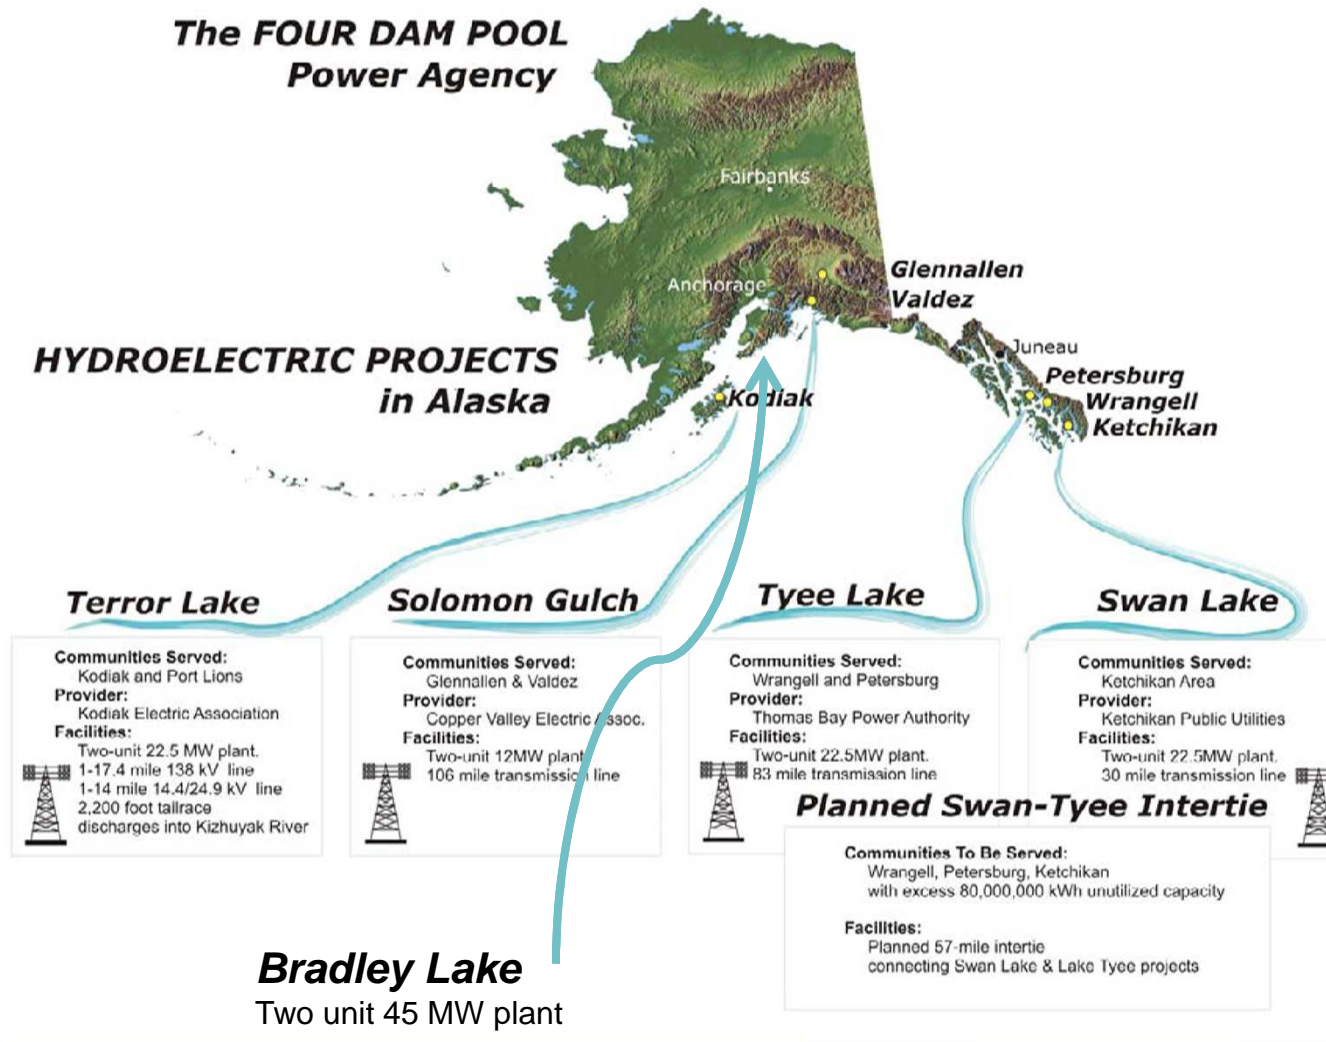 The FOUR DAM POOL
Power Agency
Fairbanks
Anchorage
Glennallen
Valdez
HYDROELECTRIC PROJECTS
in Alaska
Juneau
Petersburg
Wrangell
Ketchikan
Kodiak
Terror Lake
Communities Served:
Kodiak and Port Lions
Provider:
Kodiak Electric Association
Facilities:
Two-unit 22.5 MW plant.
1-17.4 mile 138 kV line
1-14 mile 14.4/24.9 kV line
2,200 foot tailrace
discharges into Kizhuyak River
Solomon Gulch
Communities Served:
Glennallen & Valdez
Provider:
Copper Valley Electric Assoc.
Facilities:
Two-unit 12MW plant
106 mile transmission line
Tyee Lake
Communities Served:
Wrangell and Petersburg
Provider:
Thomas Bay Power Authority
Facilities:
Two-unit 22.5MW plant.
83 mile transmission line
Swan Lake
Communities Served:
Ketchikan Area
Provider:
Ketchikan Public Utilities
Facilities:
Two-unit 22.5MW plant.
30 mile transmission line
Planned Swan-Tyee Intertie
Communities To Be Served:
Wrangell, Petersburg, Ketchikan
with excess 80,000,000 kWh unutilized capacity
Facilities:
Planned 57-mile intertie
connecting Swan Lake & Lake Tyee projects
Bradley Lake
Two unit 45 MW plant